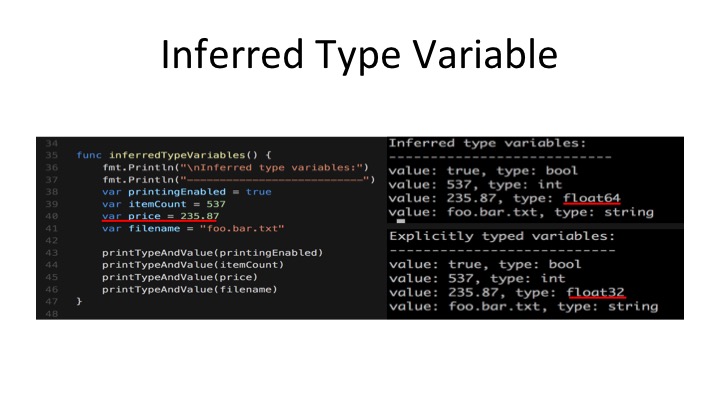 Inferred Type Variable
34
35 func inferredTypeVariables() {
36 fmt.Println("\nInferred type variables:")
37 fmt.Println("---------------------------")
38 var printingEnabled = true
39 var itemCount = 537
40 var price = 235.87
41 var filename = "foo.bar.txt"
42
43 printTypeAndValue(printingEnabled)
44 printTypeAndValue(itemCount)
45 printTypeAndValue(price)
46 printTypeAndValue(filename)
47 }
48
Inferred type variables:
---------------------------
value: true, type: bool
value: 537, type: int
value: 235.87, type: float64
value: foo.bar.txt, type: string
Explicitly typed variables:
---------------------------
value: true, type: bool
value: 537, type: int
value: 235.87, type: float32
value: foo.bar.txt, type: string